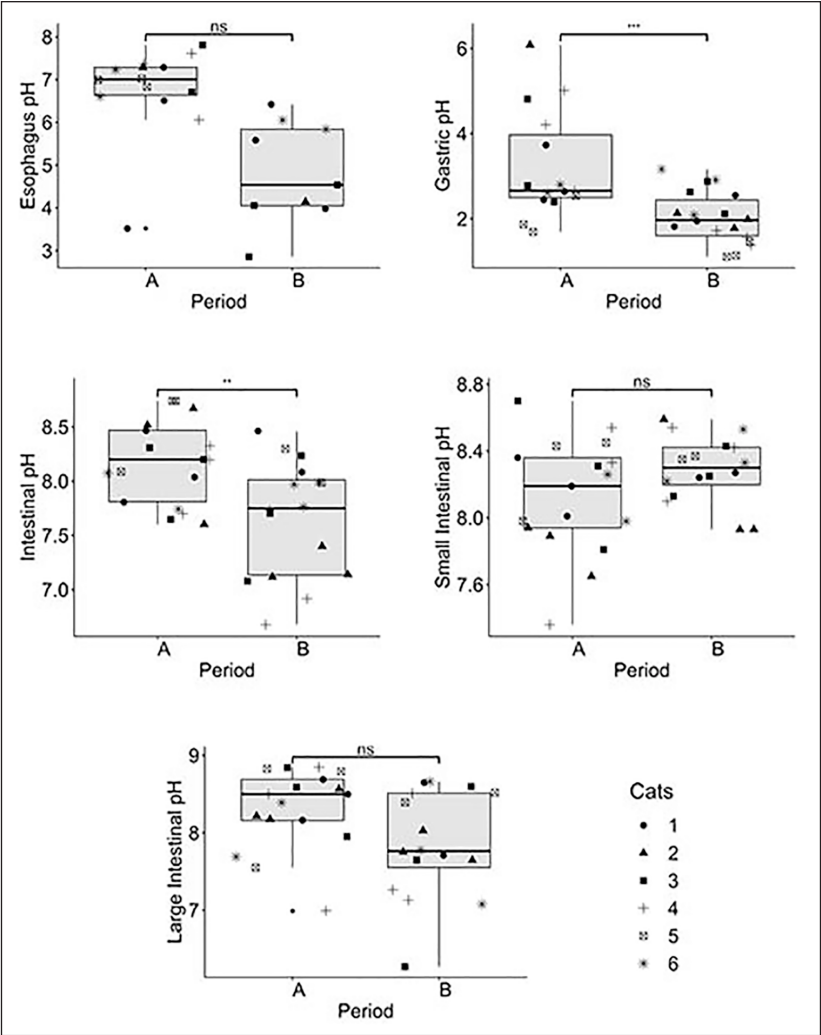 ns
8
7
6
5
4
3
Esophagus pH
A B
Period
***
6
4
2
Gastric pH
A B
Period
**
8.5
8.0
7.5
7.0
Intestinal pH
A B
Period
ns
8.8
8.4
8.0
7.6
Small Intestinal pH
A B
Period
ns
9
8
7
Large Intestinal pH
A B
Period
Cats
1
2
3
4
5
6